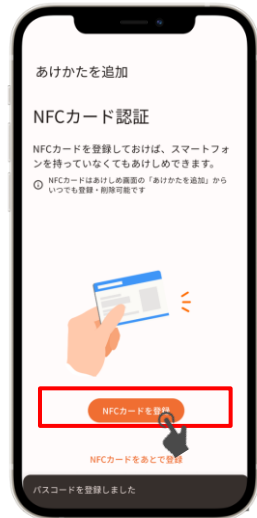 あけかたを追加
NFCカード認証
NFCカードを登録しておけば、スマートフォ
ンを持っていなくてもあけしめできます。
NFCカードはあけしめ画面の「あけかたを追加」から
いつでも登録・削除可能です
NFCカードを登録
NFCカードをあとで登録
パスコードを登録しました